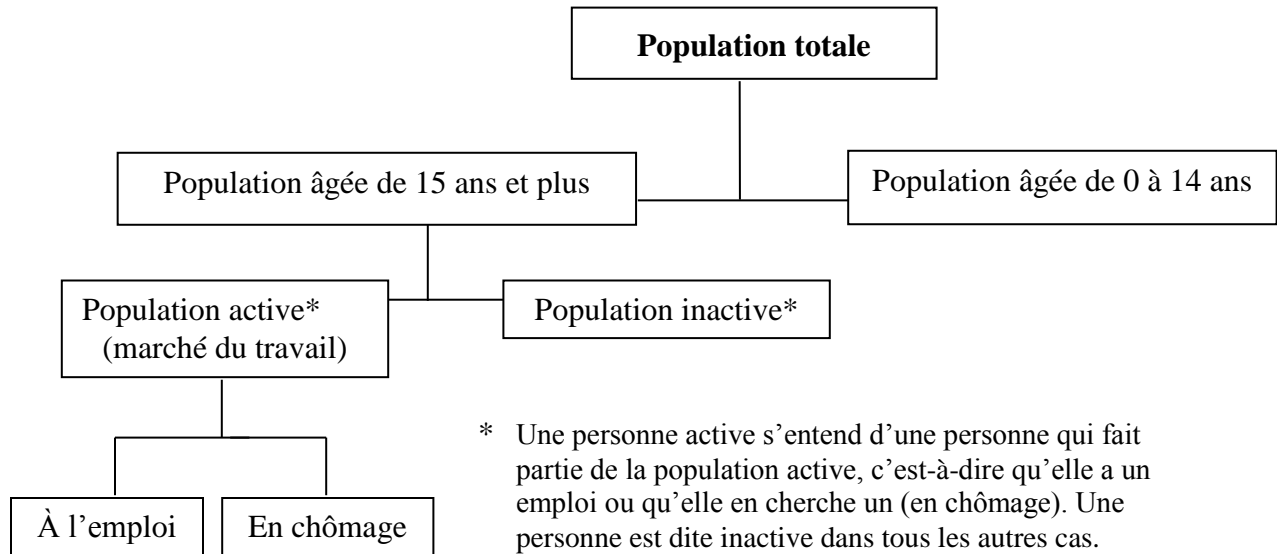 Population totale
Population âgée de 15 ans et plus
Population âgée de 0 à 14 ans
Population active*
(marché du travail)
Population inactive*
À l’emploi
En chômage
* Une personne active s’entend d’une personne qui fait
partie de la population active, c’est-à-dire qu’elle a un
emploi ou qu’elle en cherche un (en chômage). Une
personne est dite inactive dans tous les autres cas.